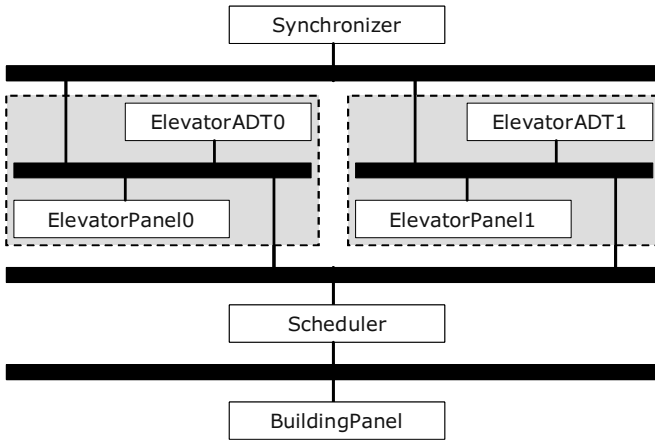 Synchronizer
ElevatorADT0
ElevatorADT1
ElevatorPanel0
ElevatorPanel1
Scheduler
BuildingPanel